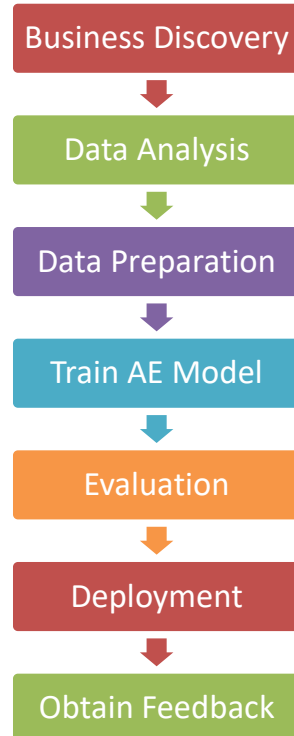 Business Discovery
Data Analysis
Data Preparation
Train AE Model
Evaluation
Deployment
Obtain Feedback